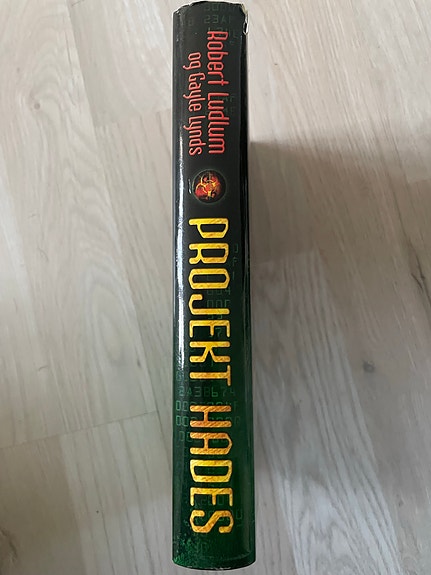 Robert Ludlum
og Gayle Lynds
PROJEKT HADES